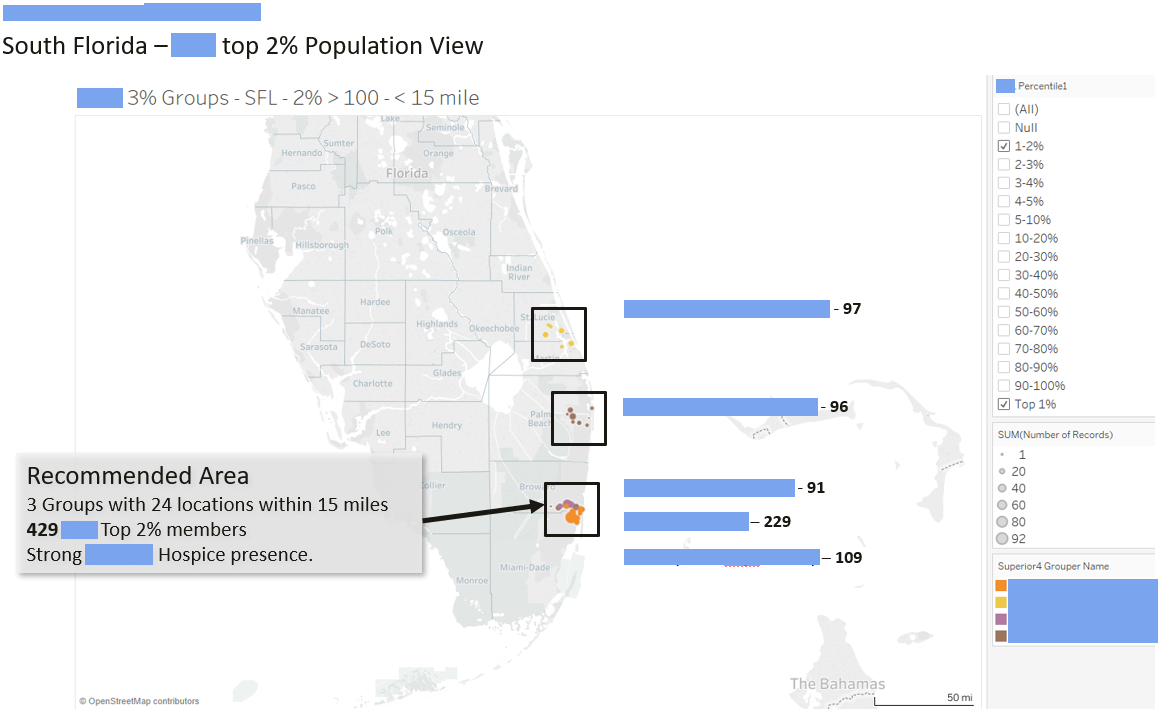 South Florida – top 2% Population View
3% Groups - SFL - 2% > 100 - < 15 mile
Lake
Seminole
Sumter
Hernando
Orange
Florida
Pasco
Brevard
Polk
Osceola
Pinellas
Hillsborough
Indian
River
Hardee
Manatee
Highlands
St. Lucie
Okeechobee
Sarasota
DeSoto
Martin
Glades
Charlotte
Palm
Beach
Lee
Hendry
Collier
Broward
Miami-Dade
Monroe
The Bahamas
- 97
- 96
- 91
– 229
– 109
Recommended Area
3 Groups with 24 locations within 15 miles
429 Top 2% members
Strong Hospice presence.
© OpenStreetMap contributors
50 mi
Percentile1
(All)
Null
1-2%
2-3%
3-4%
4-5%
5-10%
10-20%
20-30%
30-40%
40-50%
50-60%
60-70%
70-80%
80-90%
90-100%
Top 1%
SUM(Number of Records)
1
20
40
60
80
92
Superior4 Grouper Name